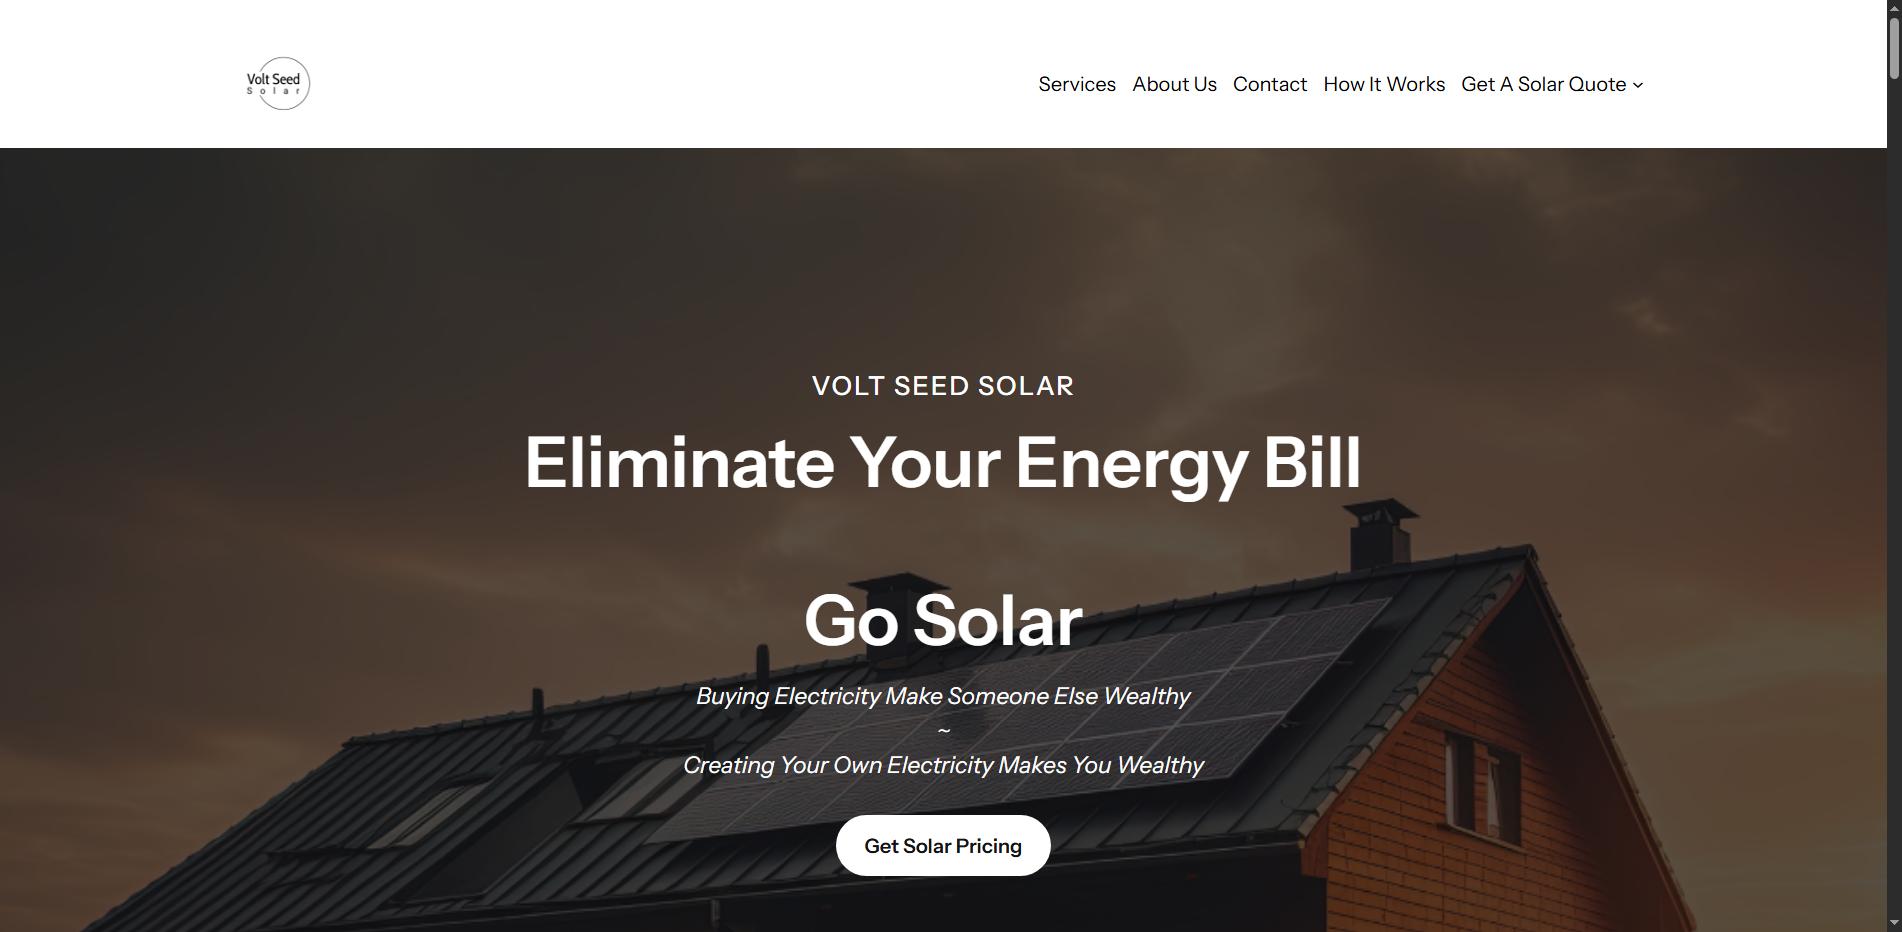 Volt Seed
Solar
Services About Us Contact How It Works Get A Solar Quote
VOLT SEED SOLAR
Eliminate Your Energy Bill
Go Solar
Buying Electricity Make Someone Else Wealthy
~
Creating Your Own Electricity Makes You Wealthy
Get Solar Pricing